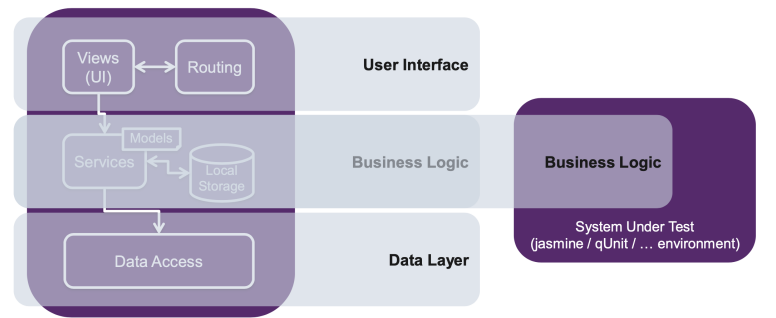 Views
(UI)
Routing
User Interface
Models
Services
Local
Storage
Business Logic
Business Logic
System Under Test
(jasmine / qUnit / … environment)
Data Access
Data Layer